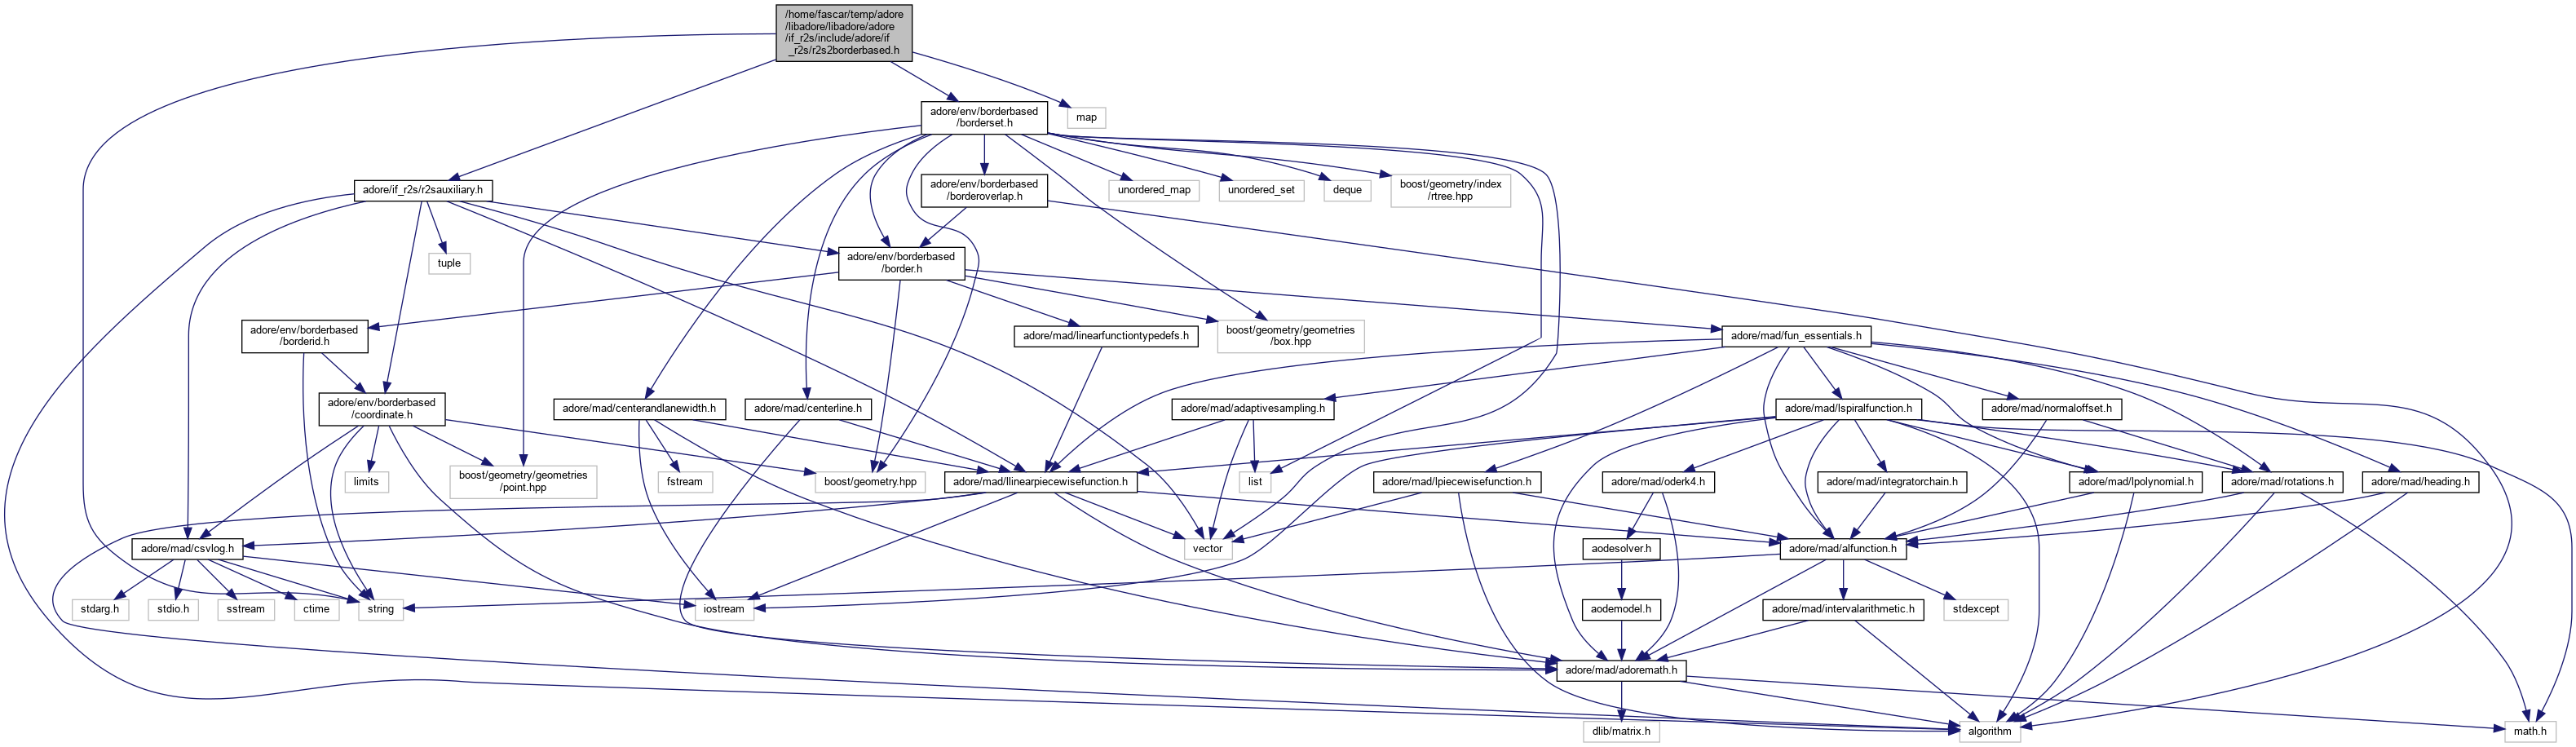 /home/fascar/temp/adore
/libadore/libadore/adore
/if_r2s/include/adore/if
_r2s/r2s2borderbased.h
adore/env/borderbased
/borderset.h
map
adore/if_r2s/r2sauxiliary.h
adore/env/borderbased
/borderoverlap.h
unordered_map
unordered_set
deque
boost/geometry/index
/rtree.hpp
tuple
adore/env/borderbased
/border.h
adore/env/borderbased
/borderid.h
adore/mad/linearfunctiontypedefs.h
boost/geometry/geometries
/box.hpp
adore/mad/fun_essentials.h
adore/env/borderbased
/coordinate.h
adore/mad/centerandlanewidth.h
adore/mad/centerline.h
adore/mad/adaptivesampling.h
adore/mad/lspiralfunction.h
adore/mad/normaloffset.h
limits
boost/geometry/geometries
/point.hpp
fstream
boost/geometry.hpp
adore/mad/llinearpiecewisefunction.h
list
adore/mad/lpiecewisefunction.h
adore/mad/oderk4.h
adore/mad/integratorchain.h
adore/mad/lpolynomial.h
adore/mad/rotations.h
adore/mad/heading.h
adore/mad/csvlog.h
vector
aodesolver.h
adore/mad/alfunction.h
stdarg.h
stdio.h
sstream
ctime
string
iostream
aodemodel.h
adore/mad/intervalarithmetic.h
stdexcept
adore/mad/adoremath.h
dlib/matrix.h
algorithm
math.h